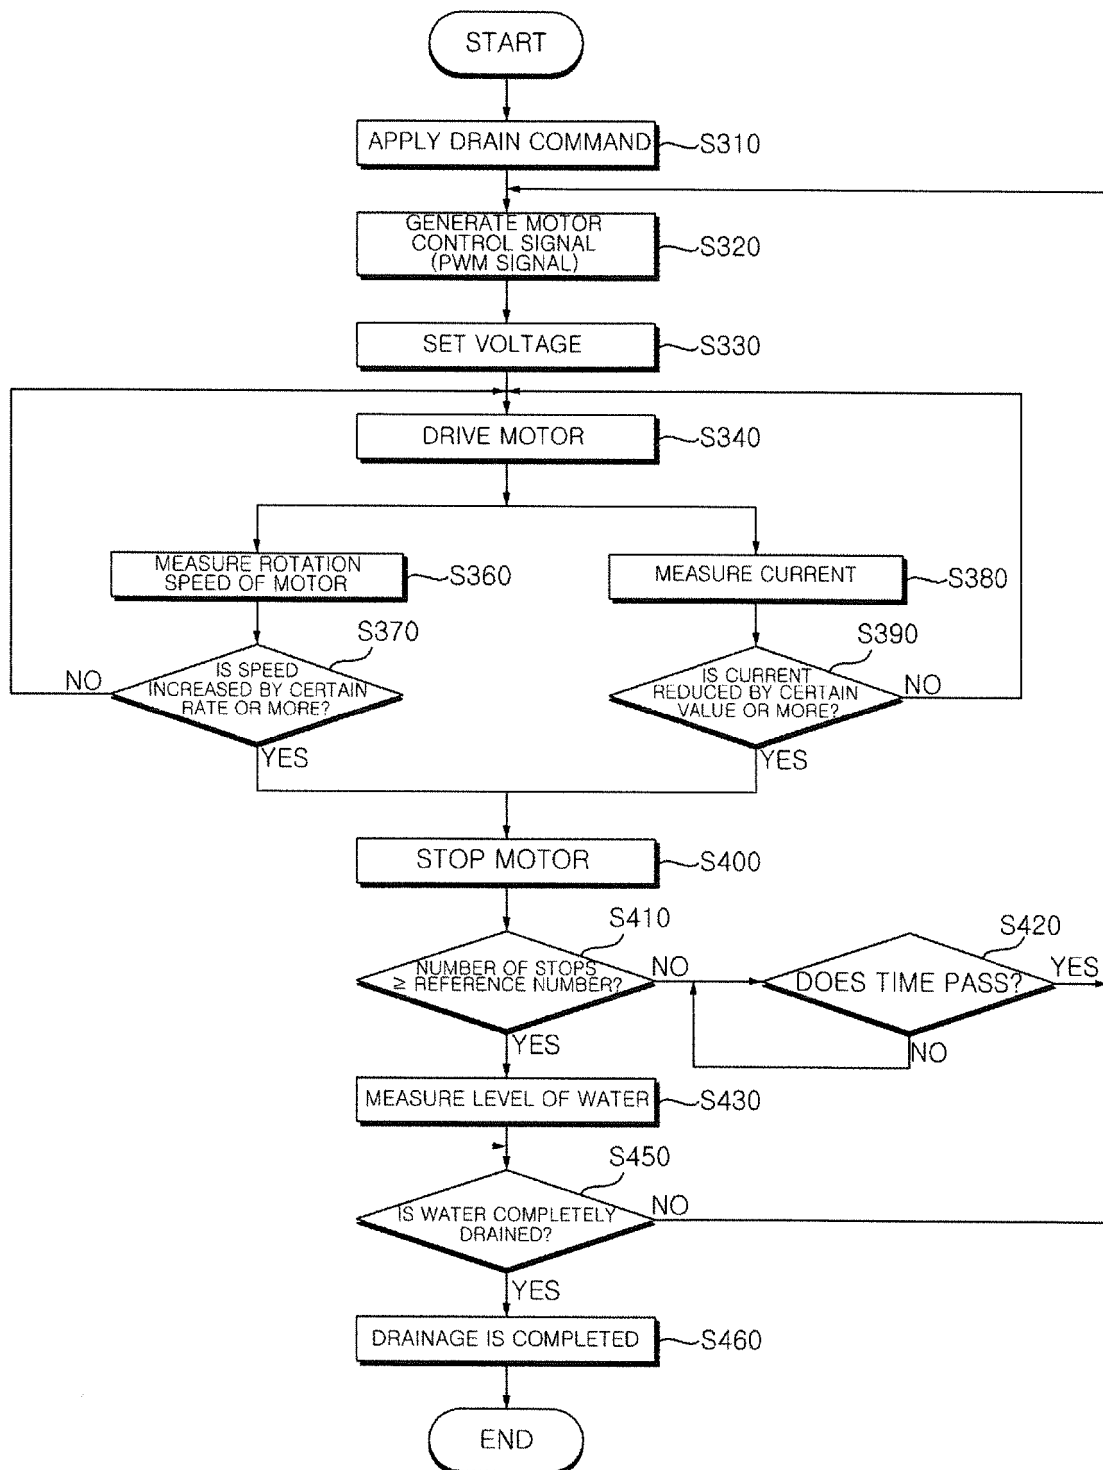 START
APPLY DRAIN COMMAND
S310
GENERATE MOTOR
CONTROL SIGNAL
(PWM SIGNAL)
S320
SET VOLTAGE
S330
DRIVE MOTOR
S340
MEASURE ROTATION
SPEED OF MOTOR
S360
MEASURE CURRENT
S380
S370
IS SPEED
INCREASED BY CERTAIN
RATE OR MORE?
NO
YES
S390
IS CURRENT
REDUCED BY CERTAIN
VALUE OR MORE?
NO
YES
STOP MOTOR
S400
S410
NUMBER OF STOPS
≥ REFERENCE NUMBER?
NO
YES
S420
DOES TIME PASS?
YES
NO
MEASURE LEVEL OF WATER
S430
S450
IS WATER COMPLETELY
DRAINED?
NO
YES
DRAINAGE IS COMPLETED
S460
END